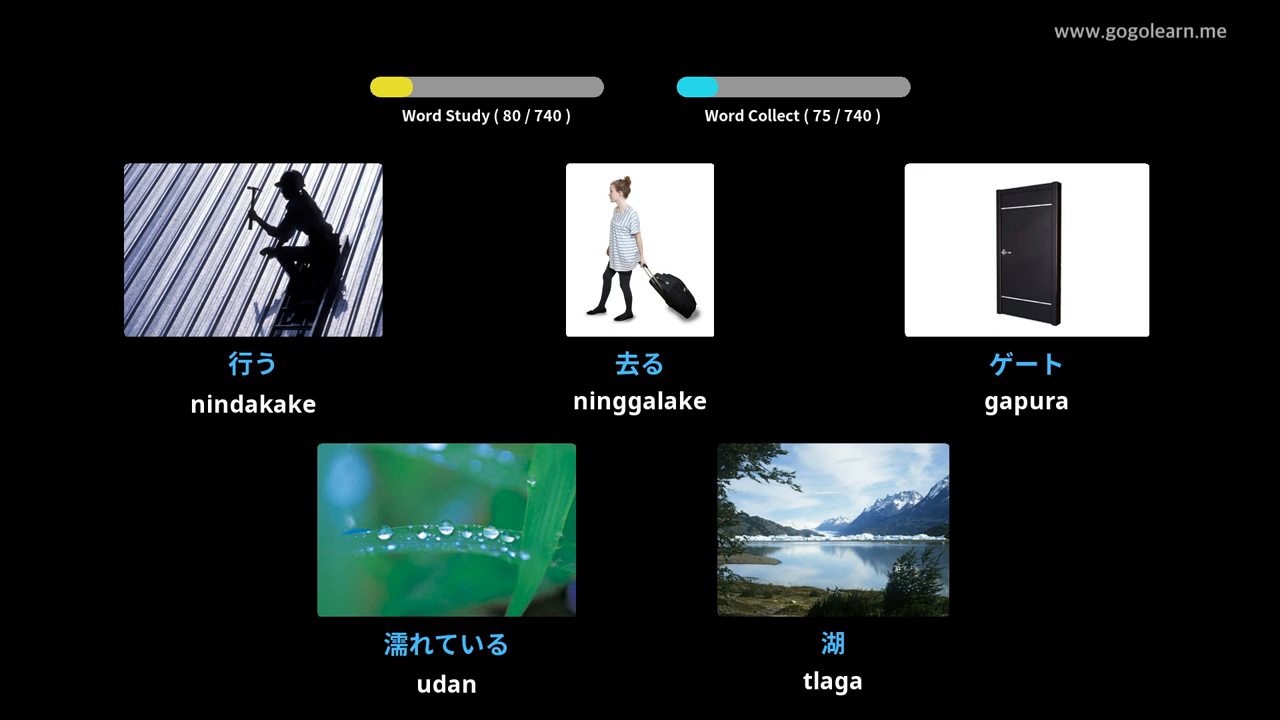 www.gogolearn.me
Word Study ( 80 / 740 )
Word Collect ( 75 / 740 )
行う
nindakake
去る
ninggalake
ゲート
gapura
濡れている
udan
湖
tlaga